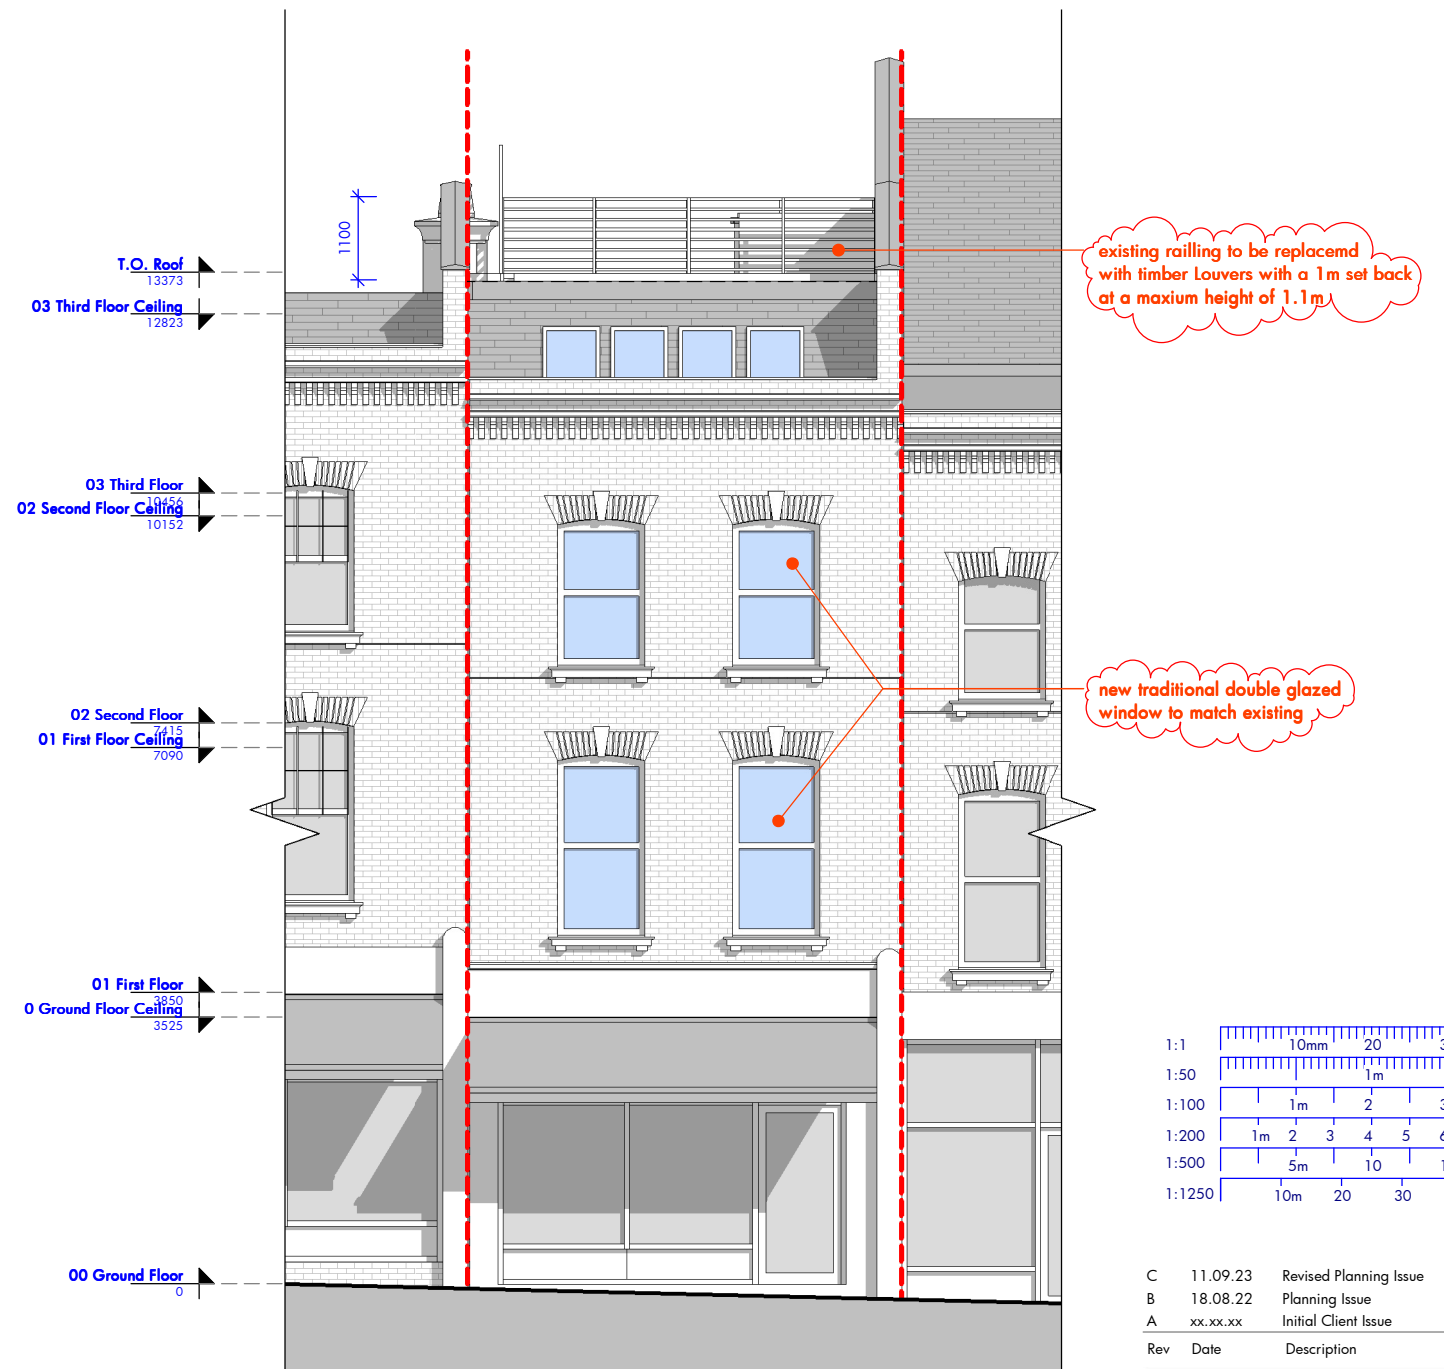 1100
T.O. Roof
13373
03 Third Floor Ceiling
12823
03 Third Floor
10456
02 Second Floor Ceiling
10152
02 Second Floor
7415
01 First Floor Ceiling
7090
01 First Floor
3850
0 Ground Floor Ceiling
3525
00 Ground Floor
0
existing railling to be replacemd
with timber Louvers with a 1m set back
at a maxium height of 1.1m
new traditional double glazed
window to match existing
1:1 10mm 20 3
1:50 1m
1:100 1m 2 3
1:200 1m 2 3 4 5 6
1:500 5m 10 1
1:1250 10m 20 30
C 11.09.23 Revised Planning Issue
B 18.08.22 Planning Issue
A xx.xx.xx Initial Client Issue
Rev Date Description